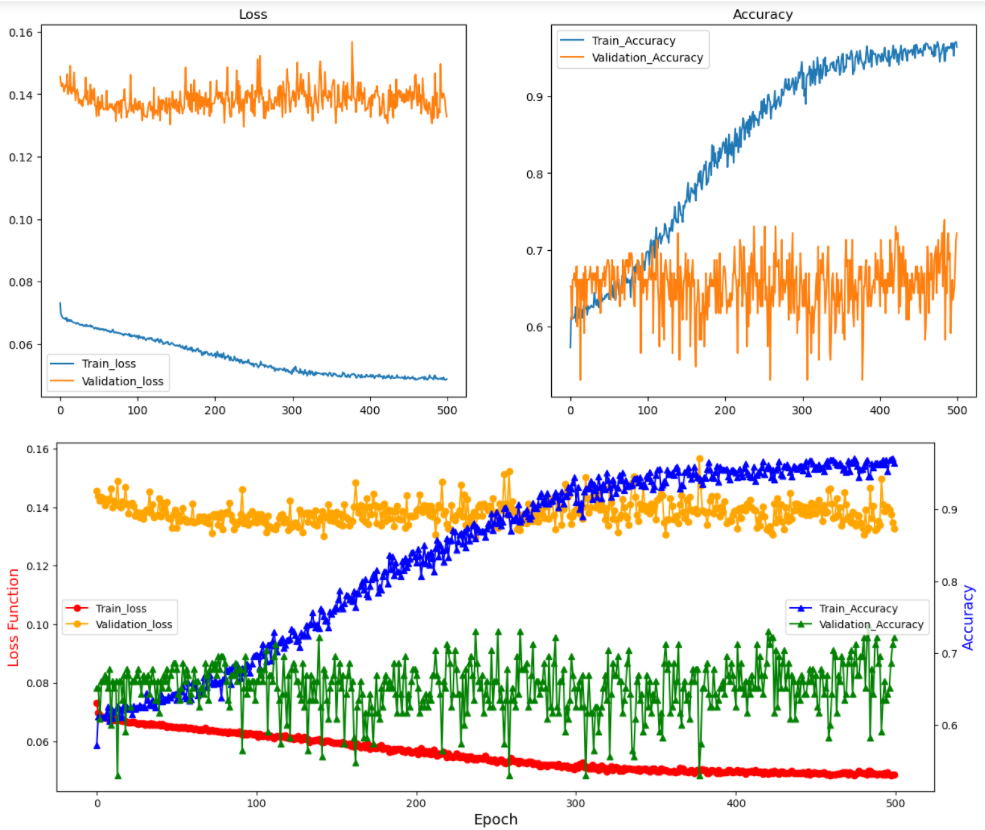 Loss
Accuracy
0.16
0.14
0.12
0.10
0.08
0.06
Train_loss
Validation_loss
0 100 200 300 400 500
Train_Accuracy
Validation_Accuracy
0.9
0.8
0.7
0.6
0 100 200 300 400 500
0.16
0.14
0.12
0.10
0.08
0.06
Loss Function
Train_loss
Validation_loss
Train_Accuracy
Validation_Accuracy
0.9
0.8
0.7
0.6
Accuracy
0 100 200 300 400 500
Epoch